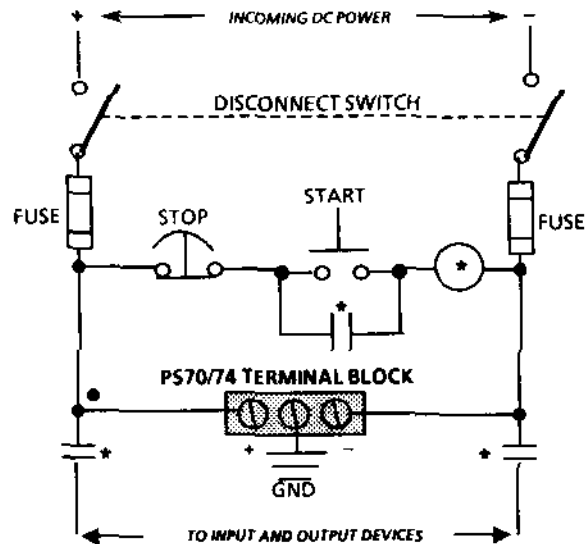 + INCOMING DC POWER -
DISCONNECT SWITCH
FUSE
STOP
START
FUSE
*
*
PS70/74 TERMINAL BLOCK
*
+
-
*
GND
TO INPUT AND OUTPUT DEVICES